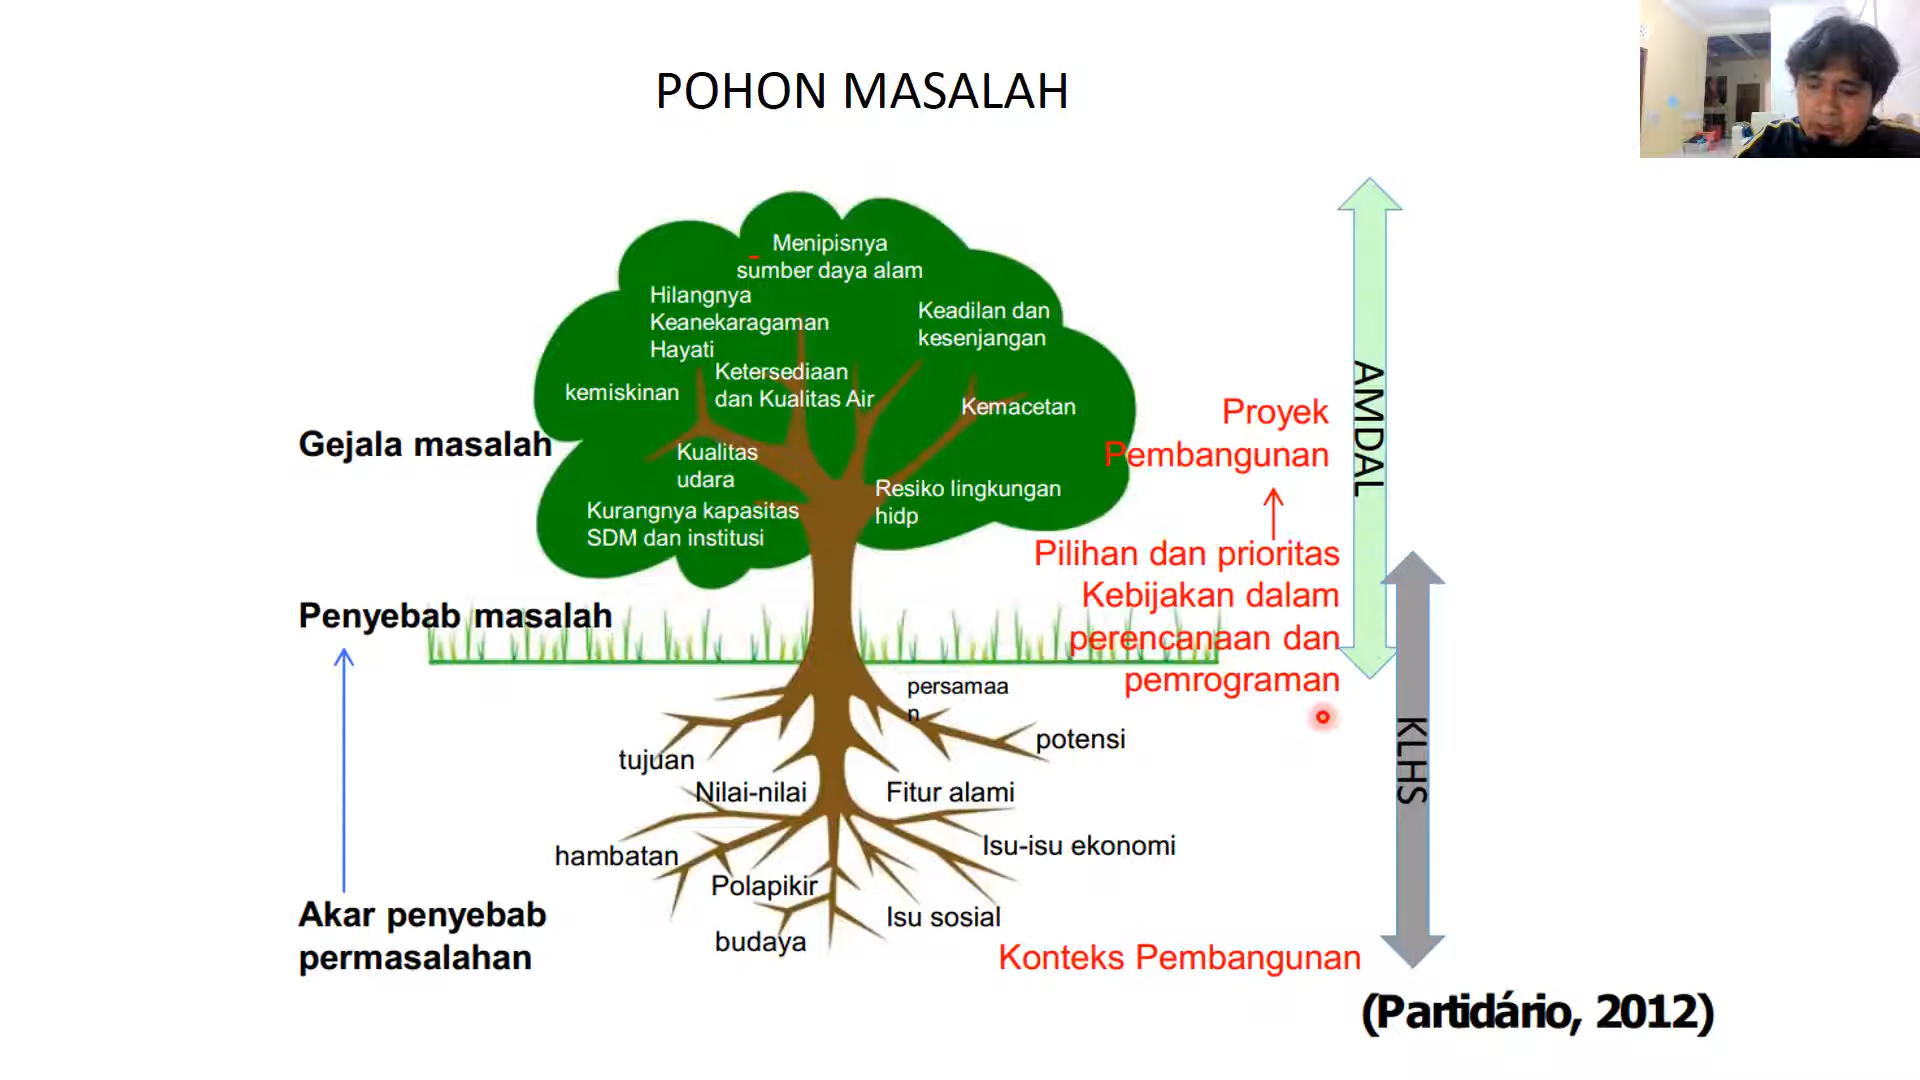 POHON MASALAH
Menipisnya
sumber daya alam
Hilangnya
Keanekaragaman
Hayati
Keadilan dan
kesenjangan
Ketersediaan
dan Kualitas Air
kemiskinan
Kemacetan
Kualitas
udara
Kurangnya kapasitas
SDM dan institusi
Resiko lingkungan
hidp
Gejala masalah
Penyebab masalah
Akar penyebab
permasalahan
Proyek
Pembangunan
Pilihan dan prioritas
Kebijakan dalam
perencanaan dan
pemrograman
AMDAL
KLHS
persamaa
n
potensi
tujuan
Nilai-nilai
Fitur alami
hambatan
Isu-isu ekonomi
Polapikir
Isu sosial
budaya
Konteks Pembangunan
(Partidário, 2012)